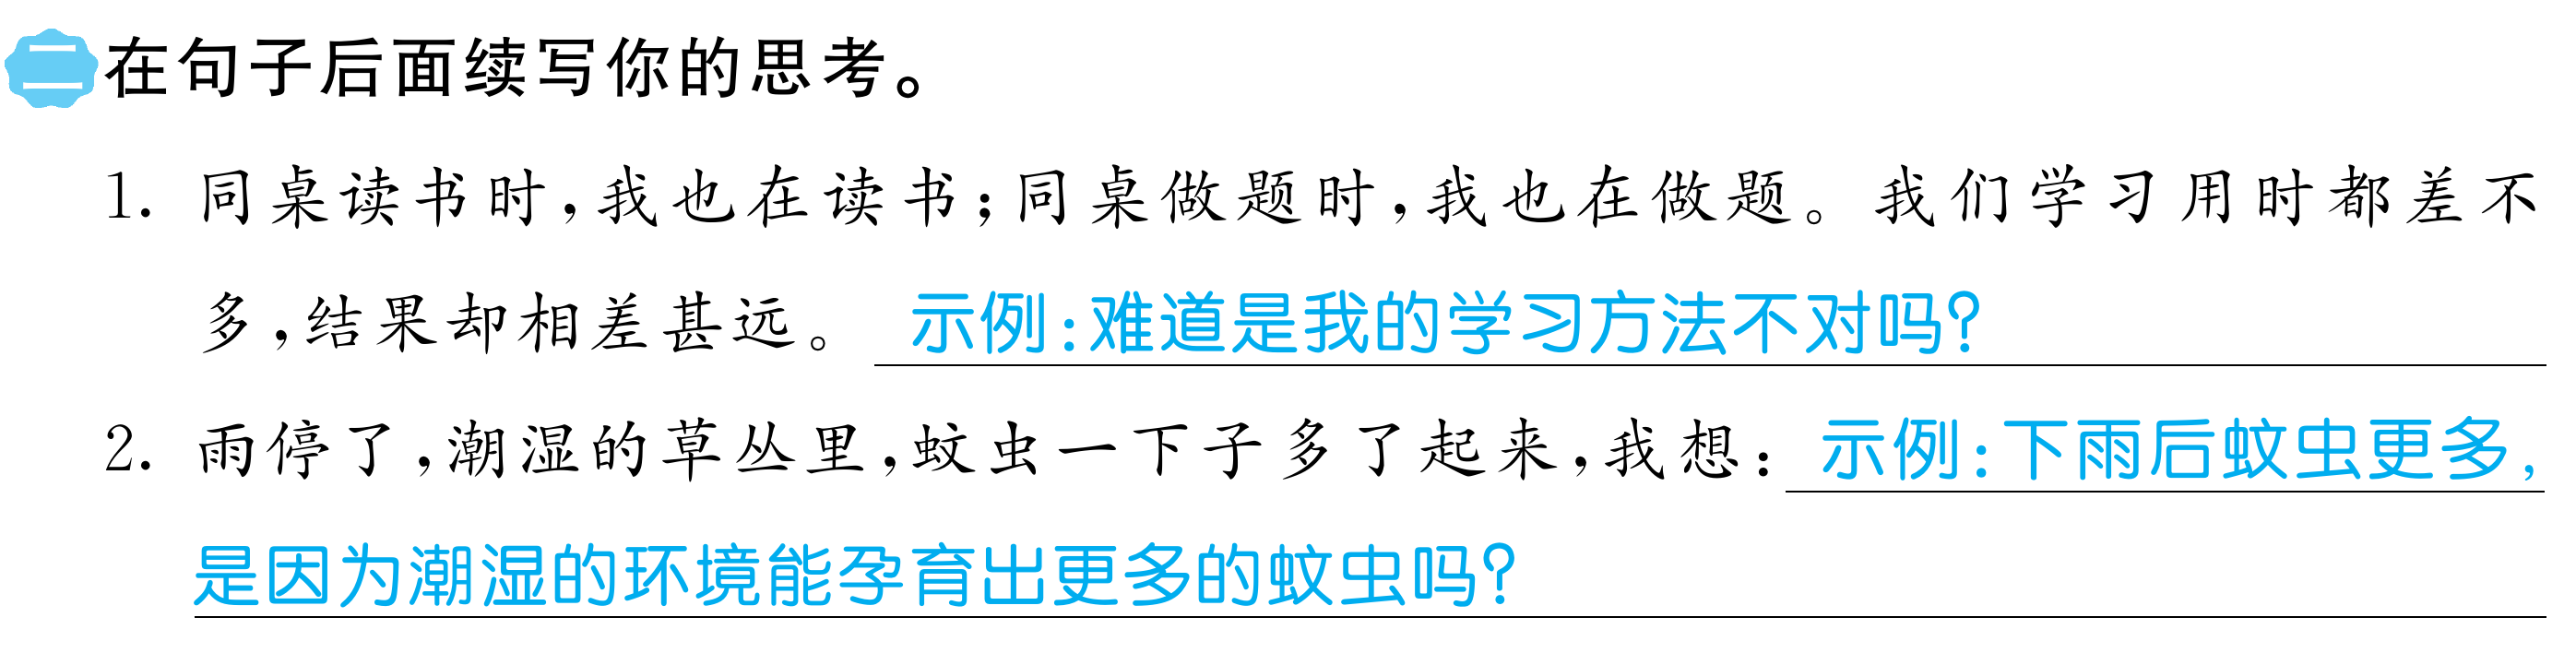 二 在句子后面续写你的思考。
1. 同桌读书时，我也在读书；同桌做题时，我也在做题。我们学习用时都差不
多，结果却相差甚远。 示例：难道是我的学习方法不对吗？
2. 雨停了，潮湿的草丛里，蚊虫一下子多了起来，我想： 示例：下雨后蚊虫更多，
是因为潮湿的环境能孕育出更多的蚊虫吗？